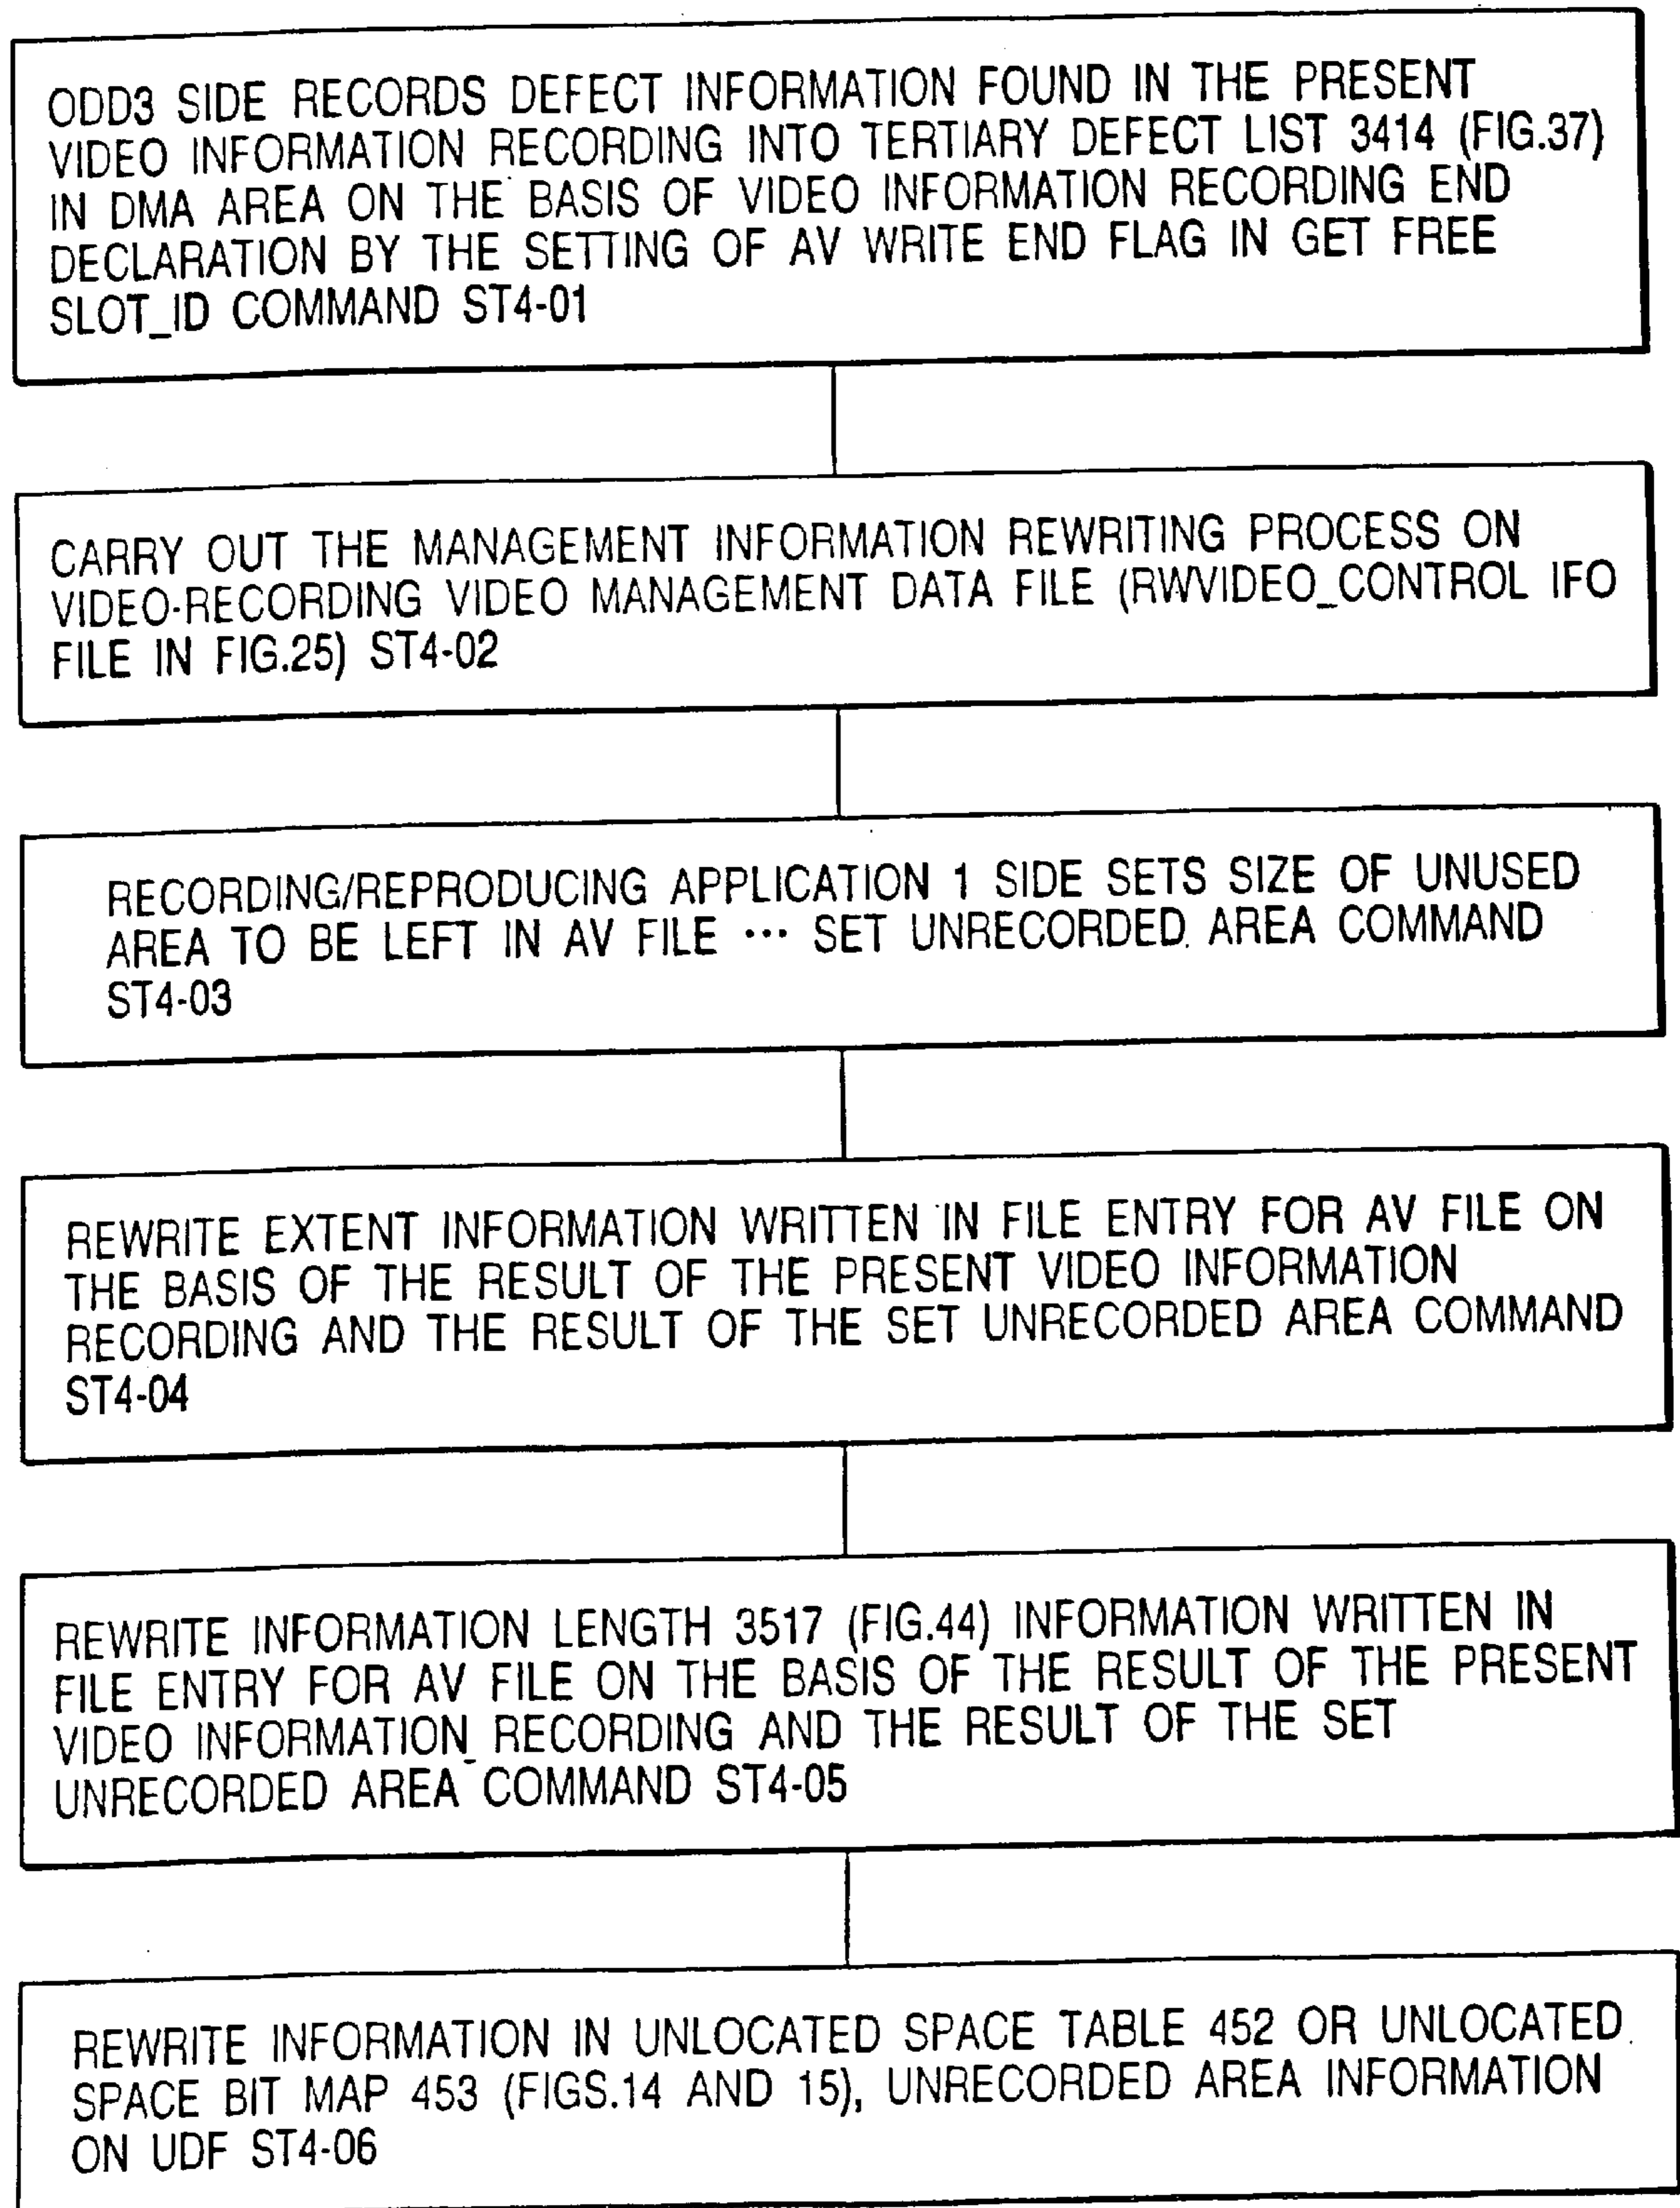 ODD3 SIDE RECORDS DEFECT INFORMATION FOUND IN THE PRESENT
VIDEO INFORMATION RECORDING INTO TERTIARY DEFECT LIST 3414 (FIG.37)
IN DMA AREA ON THE BASIS OF VIDEO INFORMATION RECORDING END
DECLARATION BY THE SETTING OF AV WRITE END FLAG IN GET FREE
SLOT_ID COMMAND ST4-01
CARRY OUT THE MANAGEMENT INFORMATION REWRITING PROCESS ON
VIDEO-RECORDING VIDEO MANAGEMENT DATA FILE (RWVIDEO_CONTROL IFO
FILE IN FIG.25) ST4-02
RECORDING/REPRODUCING APPLICATION 1 SIDE SETS SIZE OF UNUSED
AREA TO BE LEFT IN AV FILE ··· SET UNRECORDED AREA COMMAND
ST4-03
REWRITE EXTENT INFORMATION WRITTEN IN FILE ENTRY FOR AV FILE ON
THE BASIS OF THE RESULT OF THE PRESENT VIDEO INFORMATION
RECORDING AND THE RESULT OF THE SET UNRECORDED AREA COMMAND
ST4-04
REWRITE INFORMATION LENGTH 3517 (FIG.44) INFORMATION WRITTEN IN
FILE ENTRY FOR AV FILE ON THE BASIS OF THE RESULT OF THE PRESENT
VIDEO INFORMATION RECORDING AND THE RESULT OF THE SET
UNRECORDED AREA COMMAND ST4-05
REWRITE INFORMATION IN UNLOCATED SPACE TABLE 452 OR UNLOCATED
SPACE BIT MAP 453 (FIGS.14 AND 15), UNRECORDED AREA INFORMATION
ON UDF ST4-06